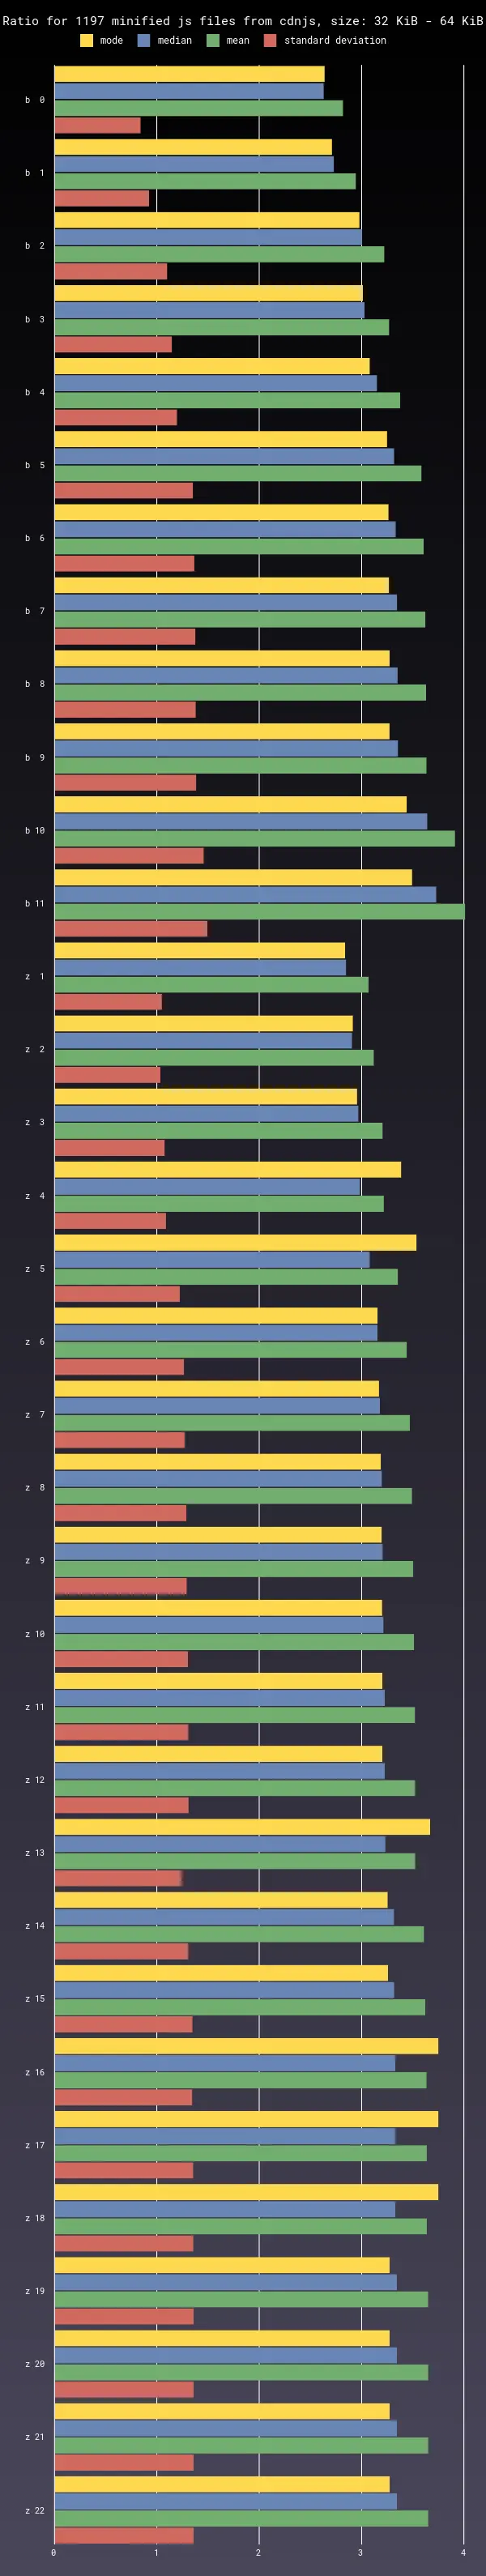 Ratio for 1197 minified js files from cdnjs, size: 32 KiB - 64 KiB
mode median mean standard deviation
b 0
b 1
b 2
b 3
b 4
b 5
b 6
b 7
b 8
b 9
b 10
b 11
z 1
z 2
z 3
z 4
z 5
z 6
z 7
z 8
z 9
z 10
z 11
z 12
z 13
z 14
z 15
z 16
z 17
z 18
z 19
z 20
z 21
z 22
0 1 2 3 4